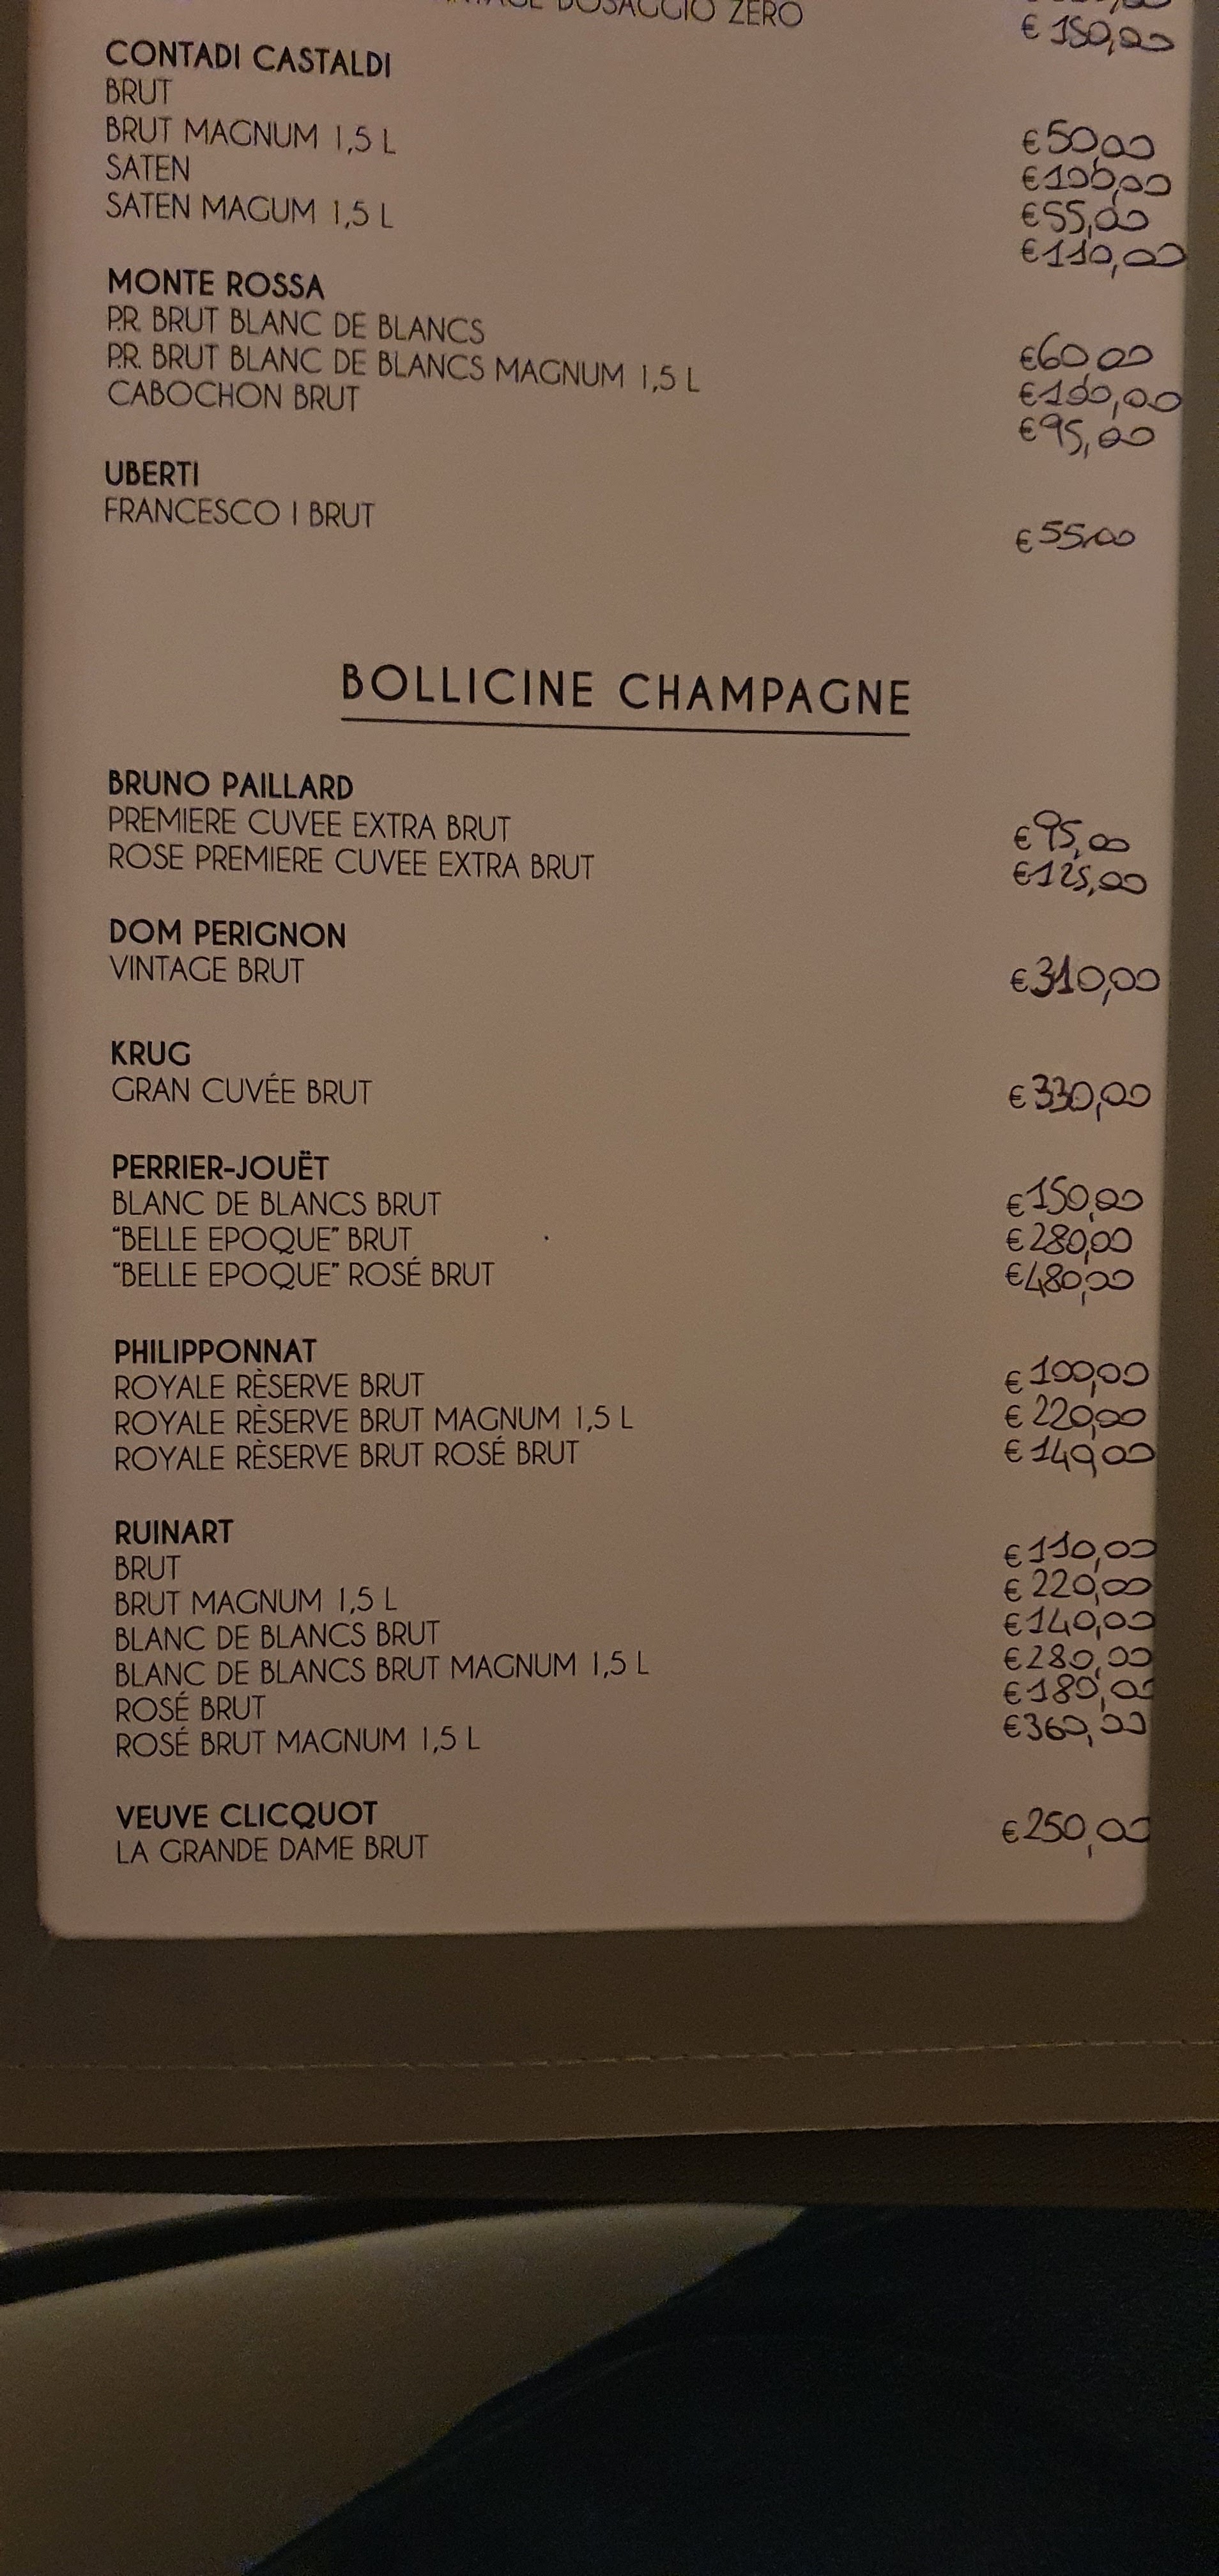 DOSAGGIO ZERO
€ 150,00
CONTADI CASTALDI
BRUT €50,00
BRUT MAGNUM 1,5 L €100,00
SATEN €55,00
SATEN MAGUM 1,5 L €110,00
MONTE ROSSA
P.R. BRUT BLANC DE BLANCS €60 00
P.R. BRUT BLANC DE BLANCS MAGNUM 1,5 L
CABOCHON BRUT €95,00
UBERTI
FRANCESCO I BRUT €55,00
BOLLICINE CHAMPAGNE
BRUNO PAILLARD
PREMIERE CUVEE EXTRA BRUT €95,00
ROSE PREMIERE CUVEE EXTRA BRUT €125,00
DOM PERIGNON
VINTAGE BRUT €310,00
KRUG
GRAN CUVÉE BRUT €330,00
PERRIER-JOUËT
BLANC DE BLANCS BRUT €150,00
"BELLE EPOQUE" BRUT €280,00
"BELLE EPOQUE" ROSÉ BRUT €480,00
PHILIPPONNAT
ROYALE RÈSERVE BRUT €100,00
ROYALE RÈSERVE BRUT MAGNUM 1,5 L €220,00
ROYALE RÈSERVE BRUT ROSÉ BRUT
RUINART
BRUT €110,00
BRUT MAGNUM 1,5 L €220,00
BLANC DE BLANCS BRUT €140,00
BLANC DE BLANCS BRUT MAGNUM 1,5 L €280,00
ROSÉ BRUT €180,00
ROSÉ BRUT MAGNUM 1,5 L €360,00
VEUVE CLICQUOT
LA GRANDE DAME BRUT €250,00